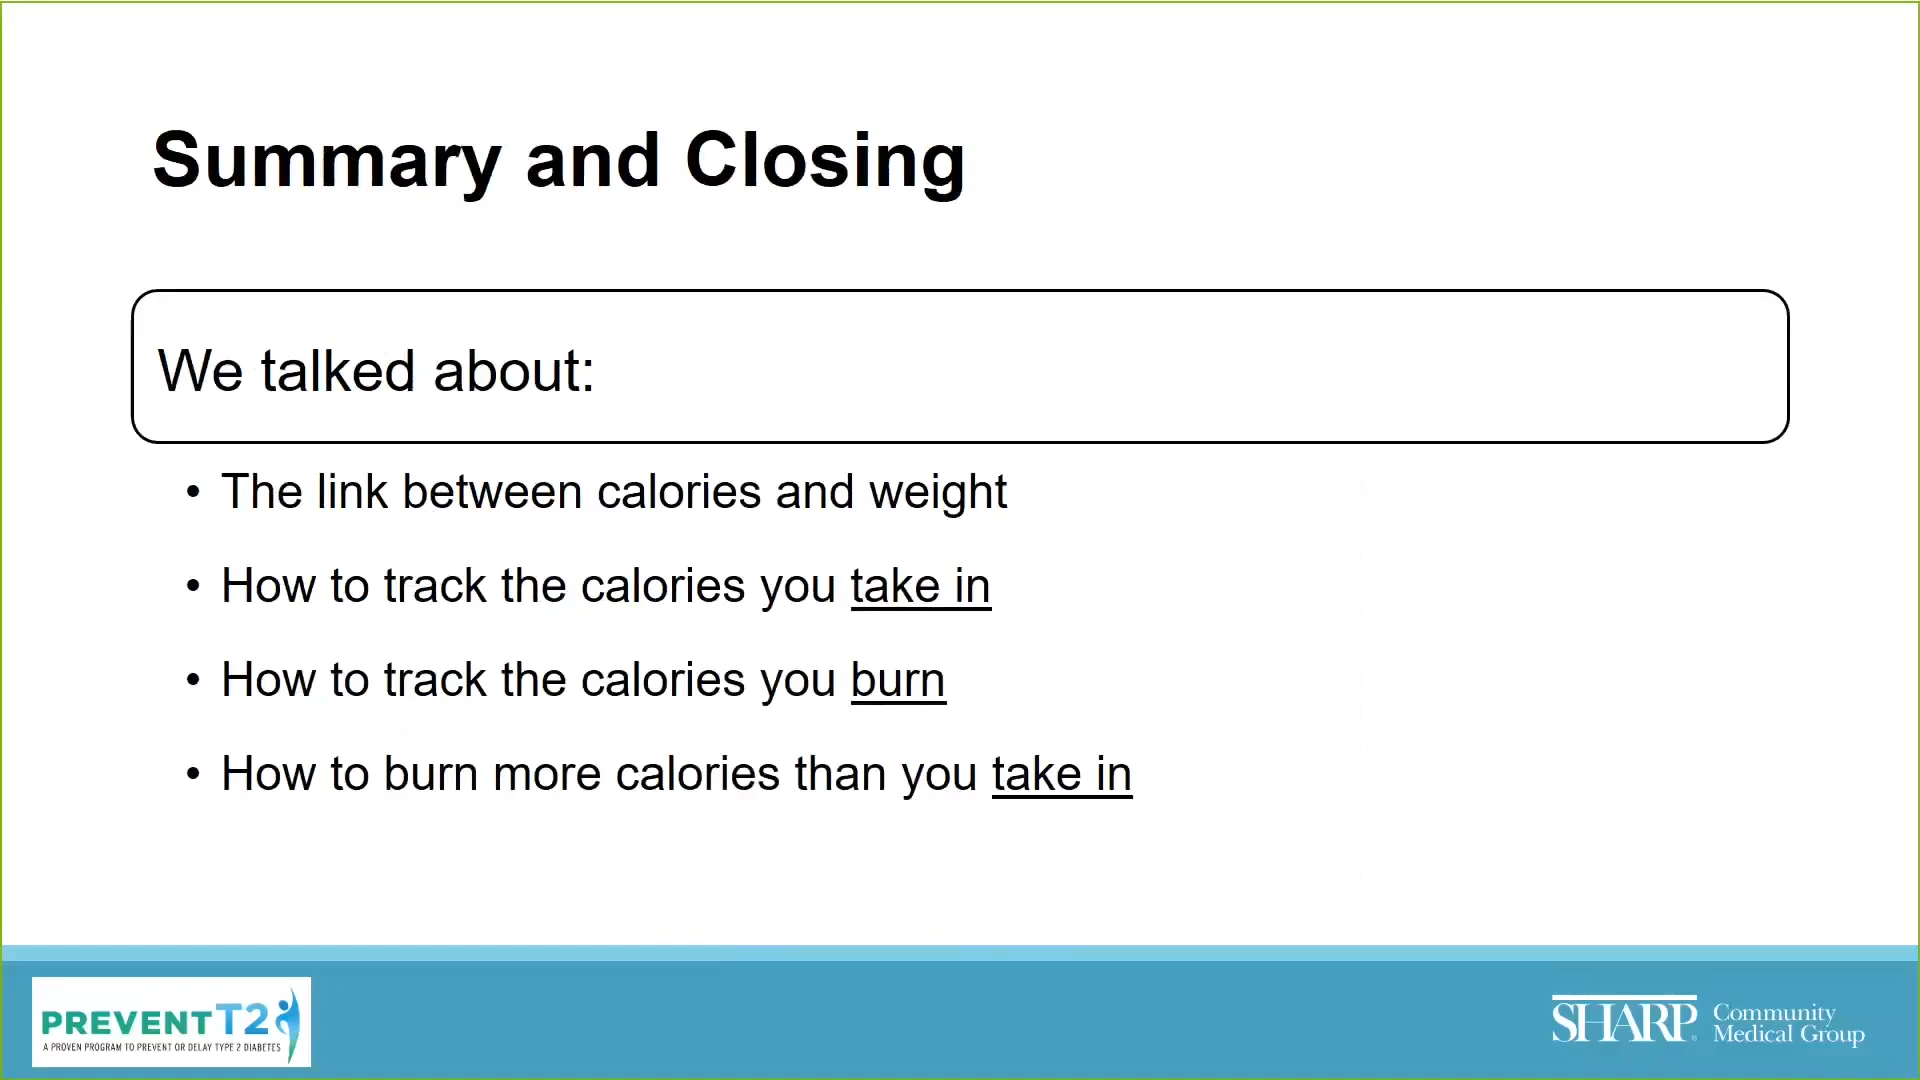 Summary and Closing
We talked about:
• The link between calories and weight
• How to track the calories you take in
• How to track the calories you burn
• How to burn more calories than you take in
PREVENT T2
A PROVEN PROGRAM TO PREVENT OR DELAY TYPE 2 DIABETES
SHARP® Community
Medical Group